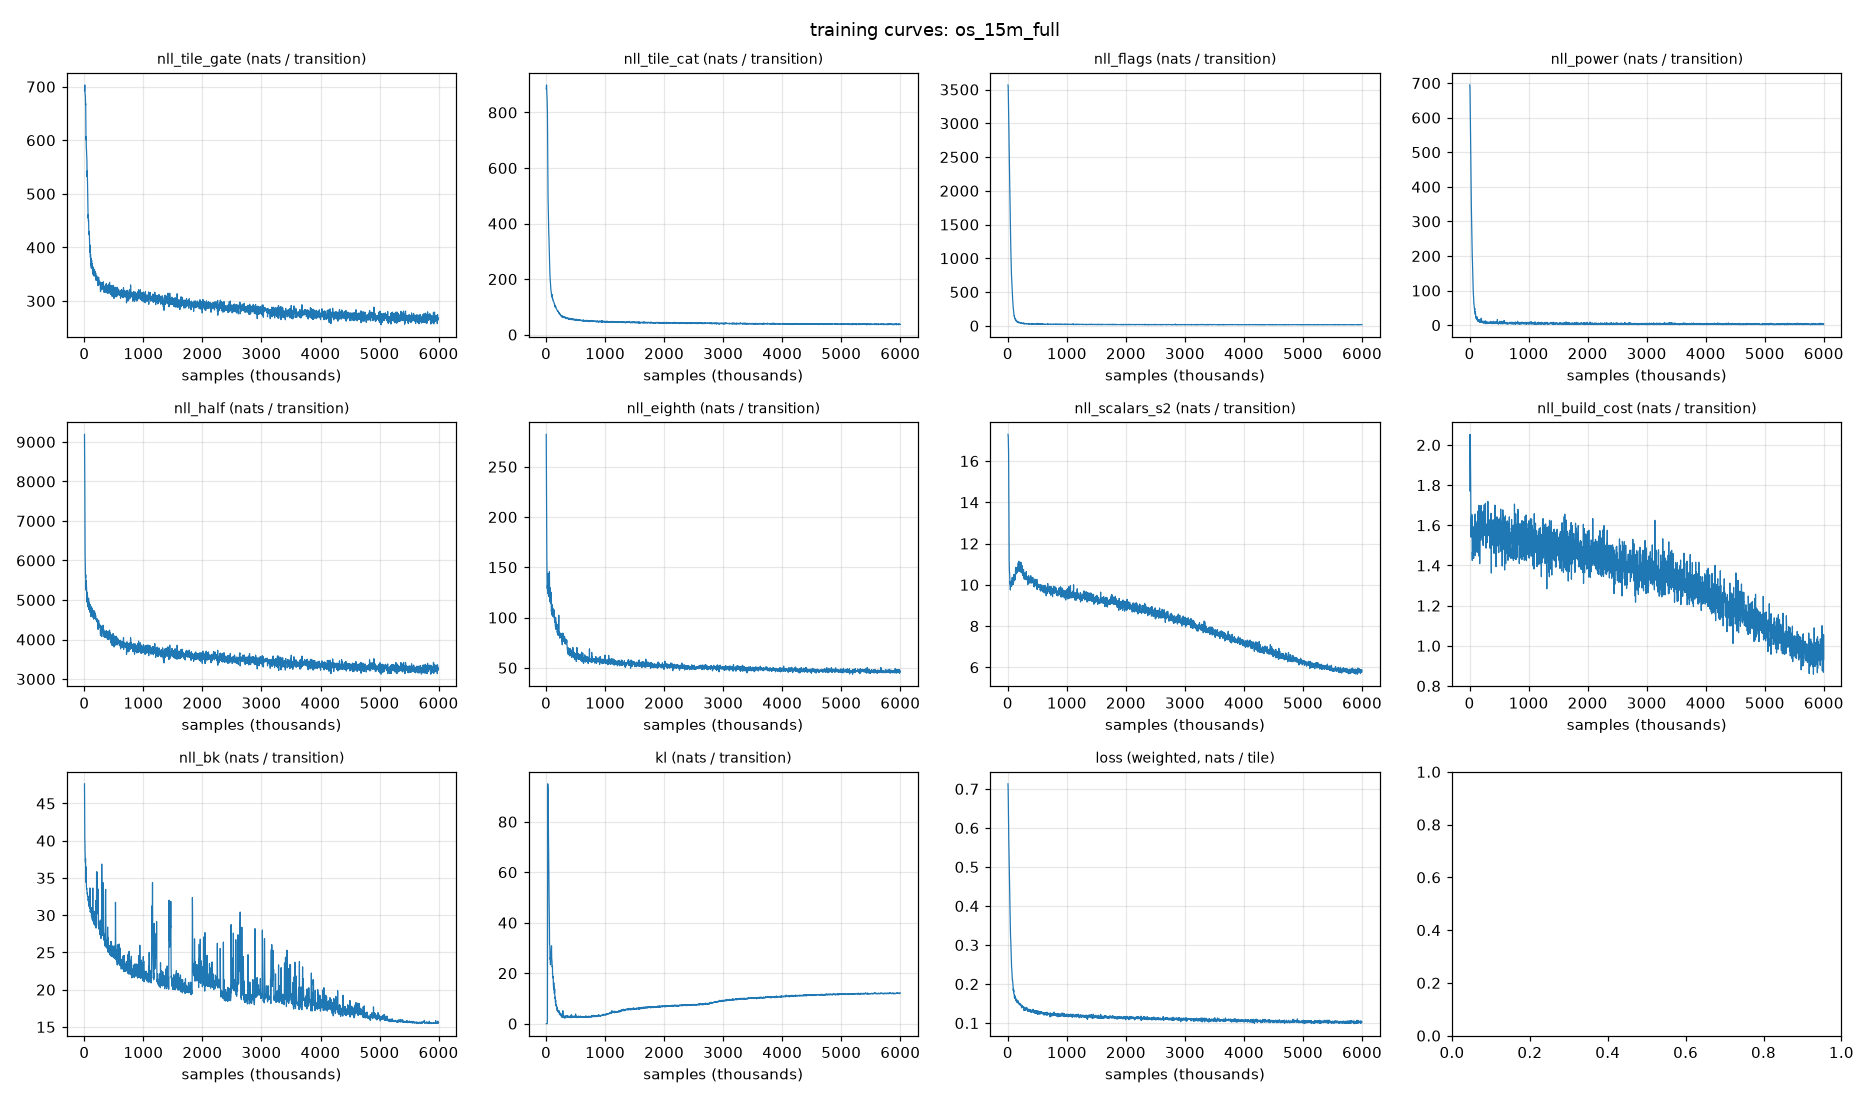 training curves: os_15m_full
nll_tile_gate (nats / transition)
nll_tile_cat (nats / transition)
nll_flags (nats / transition)
nll_power (nats / transition)
700
600
500
400
300
0 1000 2000 3000 4000 5000 6000
samples (thousands)
800
600
400
200
0
0 1000 2000 3000 4000 5000 6000
samples (thousands)
3500
3000
2500
2000
1500
1000
500
0
0 1000 2000 3000 4000 5000 6000
samples (thousands)
700
600
500
400
300
200
100
0
0 1000 2000 3000 4000 5000 6000
samples (thousands)
nll_half (nats / transition)
nll_eighth (nats / transition)
nll_scalars_s2 (nats / transition)
nll_build_cost (nats / transition)
9000
8000
7000
6000
5000
4000
3000
0 1000 2000 3000 4000 5000 6000
samples (thousands)
250
200
150
100
50
0 1000 2000 3000 4000 5000 6000
samples (thousands)
16
14
12
10
8
6
0 1000 2000 3000 4000 5000 6000
samples (thousands)
2.0
1.8
1.6
1.4
1.2
1.0
0.8
0 1000 2000 3000 4000 5000 6000
samples (thousands)
nll_bk (nats / transition)
kl (nats / transition)
loss (weighted, nats / tile)
45
40
35
30
25
20
15
0 1000 2000 3000 4000 5000 6000
samples (thousands)
80
60
40
20
0
0 1000 2000 3000 4000 5000 6000
samples (thousands)
0.7
0.6
0.5
0.4
0.3
0.2
0.1
0 1000 2000 3000 4000 5000 6000
samples (thousands)
1.0
0.8
0.6
0.4
0.2
0.0
0.0 0.2 0.4 0.6 0.8 1.0